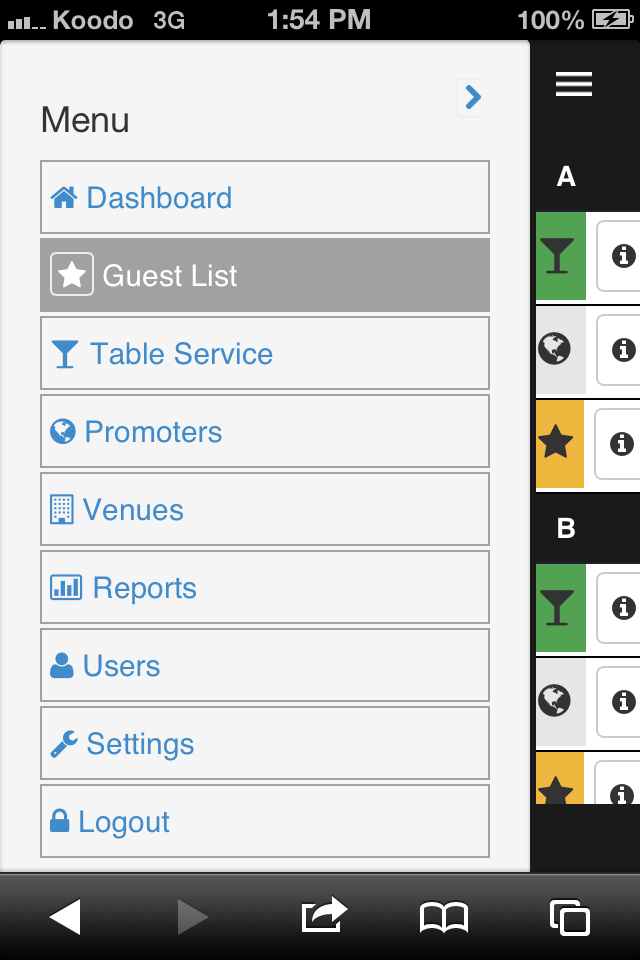 Koodo 3G 1:54 PM 100%
Menu
Dashboard
Guest List
Table Service
Promoters
Venues
Reports
Users
Settings
Logout
A
B